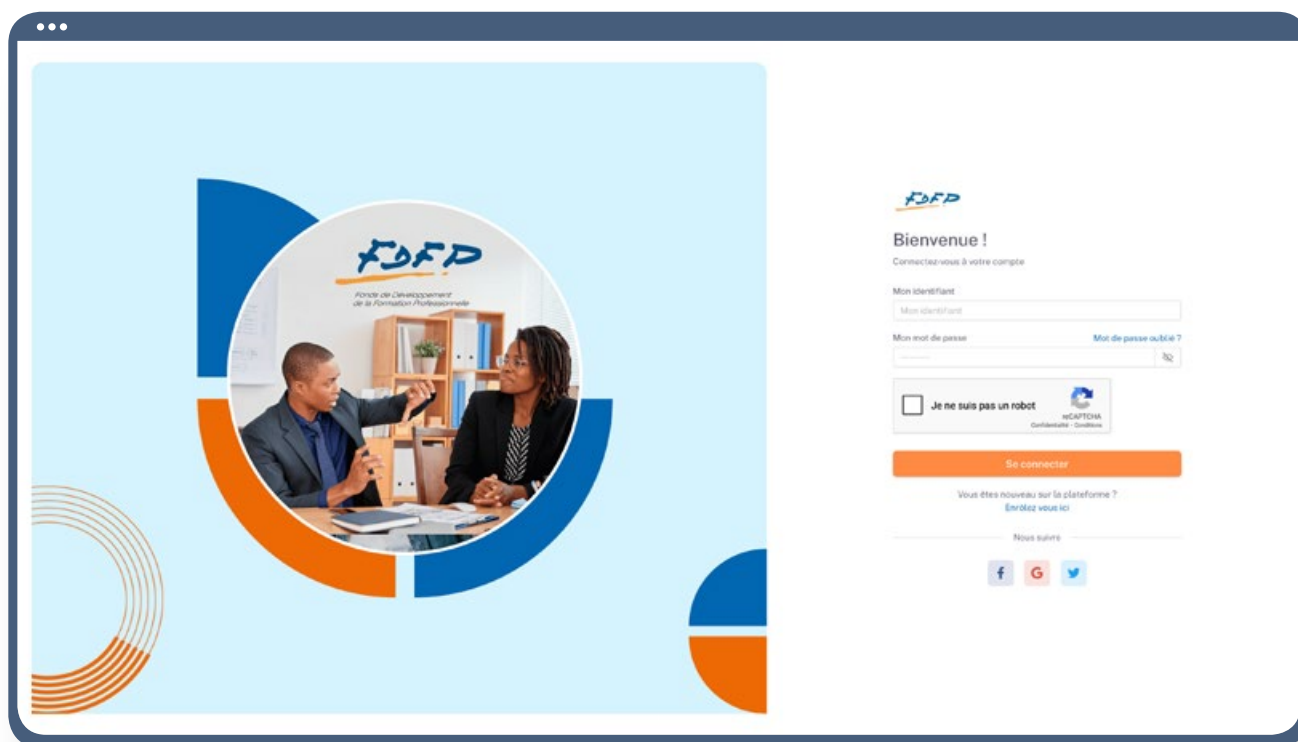 FDFP
Fonds de Développement
de la Formation Professionnelle
FDFP
Bienvenue !
Connectez-vous à votre compte
Mon identifiant
Mon identifiant
Mon mot de passe Mot de passe oublié ?
Je ne suis pas un robot
reCAPTCHA
Confidentialité - Conditions
Se connecter
Vous êtes nouveau sur la plateforme ?
Enrôlez vous ici
Nous suivre